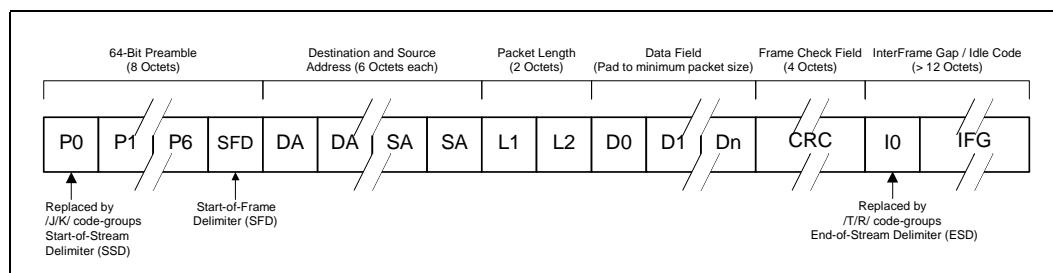 64-Bit Preamble
(8 Octets)
Destination and Source
Address (6 Octets each)
Packet Length
(2 Octets)
Data Field
(Pad to minimum packet size)
Frame Check Field
(4 Octets)
InterFrame Gap / Idle Code
(> 12 Octets)
P0 P1 P6 SFD DA DA SA SA L1 L2 D0 D1 Dn CRC I0 IFG
Replaced by
/J/K/ code-groups
Start-of-Stream
Delimiter (SSD)
Start-of-Frame
Delimiter (SFD)
Replaced by
/T/R/ code-groups
End-of-Stream Delimiter (ESD)